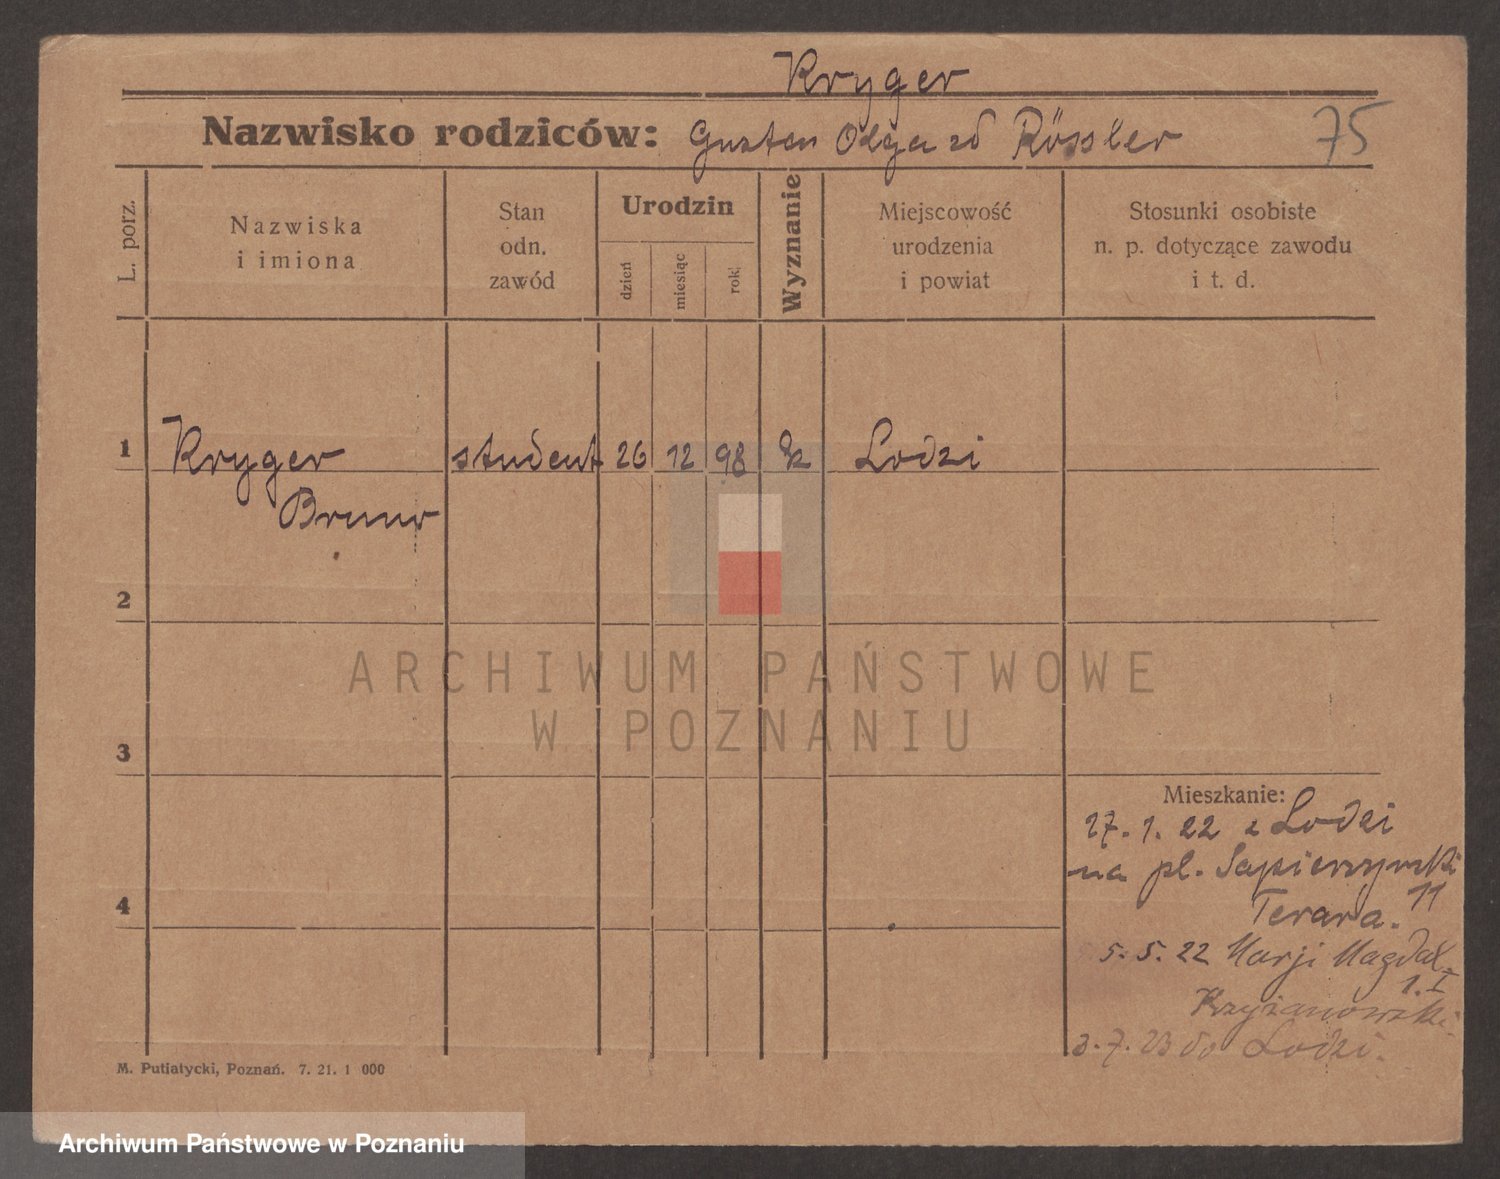 Kryger
Nazwisko rodziców: Gustav Olga zd Rössler 75
L. porz.
Nazwiska
i imiona
Stan
odn.
zawód
Urodzin
dzień
miesiąc
rok
Wyznanie
Miejscowość
urodzenia
i powiat
Stosunki osobiste
n. p. dotyczące zawodu
i t. d.
1 Kryger student 26 12 98 Lodzi
Bruno
2
3
4
ARCHIWUM PAŃSTWOWE
W POZNANIU
Mieszkanie:
27. 1. 22 z Lodzi
na pl. Sapierzynski
11
5. 5. 22 Marji Magdal.
1. I
Krzyżanowski
3. 7. 23 do Lodzi.
M. Putiatycki, Poznań. 7. 21. 1 000
Archiwum Państwowe w Poznaniu